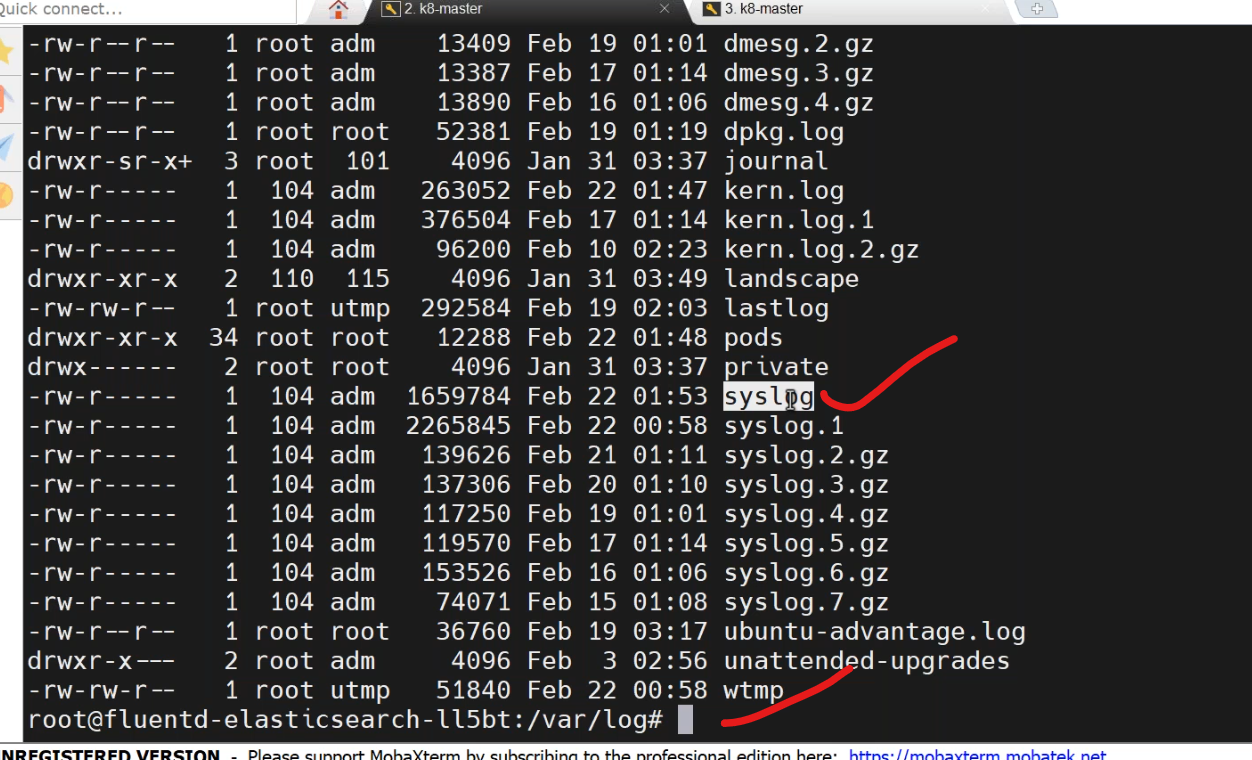 Quick connect...
2. k8-master
3. k8-master
-rw-r--r-- 1 root adm 13409 Feb 19 01:01 dmesg.2.gz
-rw-r--r-- 1 root adm 13387 Feb 17 01:14 dmesg.3.gz
-rw-r--r-- 1 root adm 13890 Feb 16 01:06 dmesg.4.gz
-rw-r--r-- 1 root root 52381 Feb 19 01:19 dpkg.log
drwxr-sr-x+ 3 root 101 4096 Jan 31 03:37 journal
-rw-r----- 1 104 adm 263052 Feb 22 01:47 kern.log
-rw-r----- 1 104 adm 376504 Feb 17 01:14 kern.log.1
-rw-r----- 1 104 adm 96200 Feb 10 02:23 kern.log.2.gz
drwxr-xr-x 2 110 115 4096 Jan 31 03:49 landscape
-rw-rw-r-- 1 root utmp 292584 Feb 19 02:03 lastlog
drwxr-xr-x 34 root root 12288 Feb 22 01:48 pods
drwx------ 2 root root 4096 Jan 31 03:37 private
-rw-r----- 1 104 adm 1659784 Feb 22 01:53 syslog
-rw-r----- 1 104 adm 2265845 Feb 22 00:58 syslog.1
-rw-r----- 1 104 adm 139626 Feb 21 01:11 syslog.2.gz
-rw-r----- 1 104 adm 137306 Feb 20 01:10 syslog.3.gz
-rw-r----- 1 104 adm 117250 Feb 19 01:01 syslog.4.gz
-rw-r----- 1 104 adm 119570 Feb 17 01:14 syslog.5.gz
-rw-r----- 1 104 adm 153526 Feb 16 01:06 syslog.6.gz
-rw-r----- 1 104 adm 74071 Feb 15 01:08 syslog.7.gz
-rw-r--r-- 1 root root 36760 Feb 19 03:17 ubuntu-advantage.log
drwxr-x--- 2 root adm 4096 Feb 3 02:56 unattended-upgrades
-rw-rw-r-- 1 root utmp 51840 Feb 22 00:58 wtmp
root@fluentd-elasticsearch-ll5bt:/var/log#
NREGISTERED VERSION - Please support MobaXterm by subscribing to the professional edition here: https://mobaxterm.mobatek.net